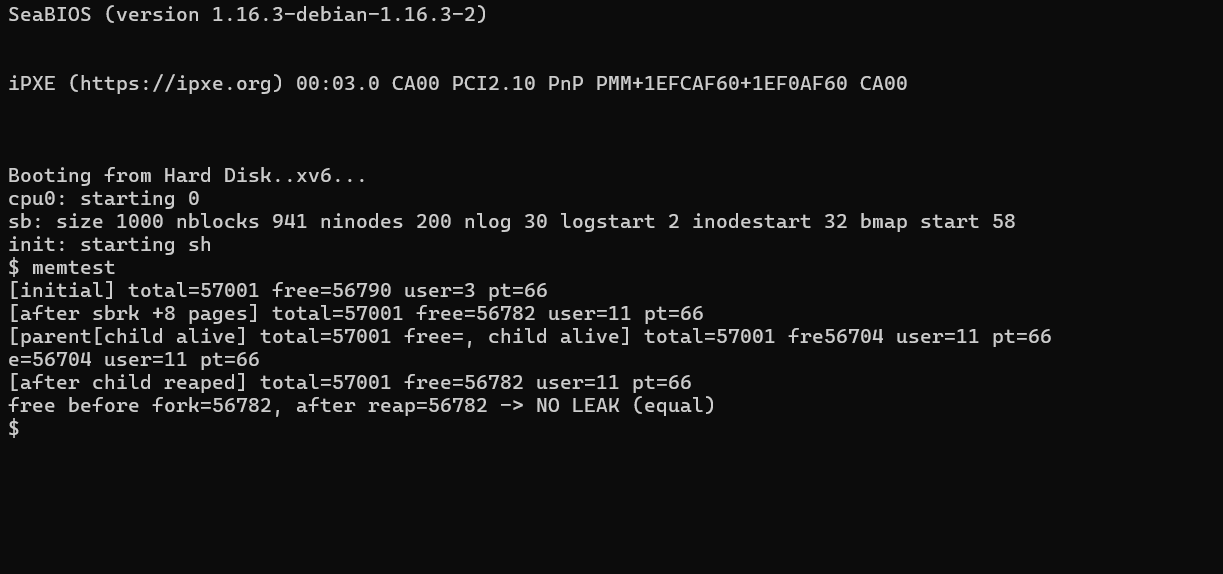 SeaBIOS (version 1.16.3-debian-1.16.3-2)
iPXE (https://ipxe.org) 00:03.0 CA00 PCI2.10 PnP PMM+1EFCAF60+1EF0AF60 CA00
Booting from Hard Disk..xv6...
cpu0: starting 0
sb: size 1000 nblocks 941 ninodes 200 nlog 30 logstart 2 inodestart 32 bmap start 58
init: starting sh
$ memtest
[initial] total=57001 free=56790 user=3 pt=66
[after sbrk +8 pages] total=57001 free=56782 user=11 pt=66
[parent[child alive] total=57001 free=, child alive] total=57001 fre56704 user=11 pt=66
e=56704 user=11 pt=66
[after child reaped] total=57001 free=56782 user=11 pt=66
free before fork=56782, after reap=56782 -> NO LEAK (equal)
$